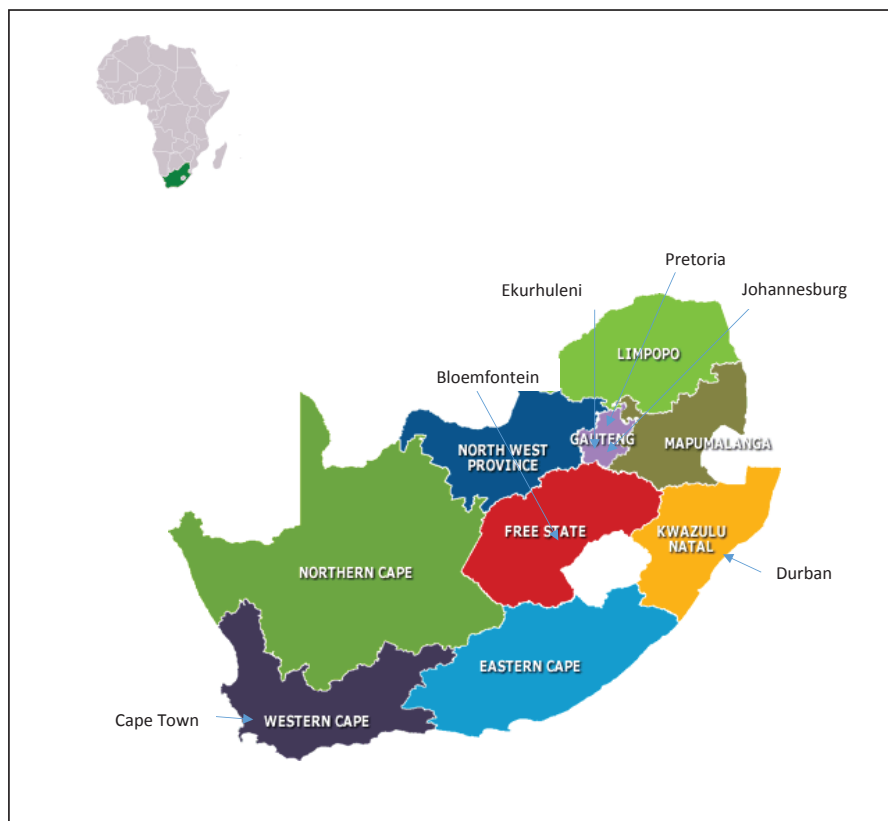 Pretoria
Ekurhuleni
Johannesburg
LIMPOPO
Bloemfontein
GAUTENG
MAPUMALANGA
NORTH WEST
PROVINCE
FREE STATE
KWAZULU
NATAL
NORTHERN CAPE
Durban
EASTERN CAPE
Cape Town
WESTERN CAPE